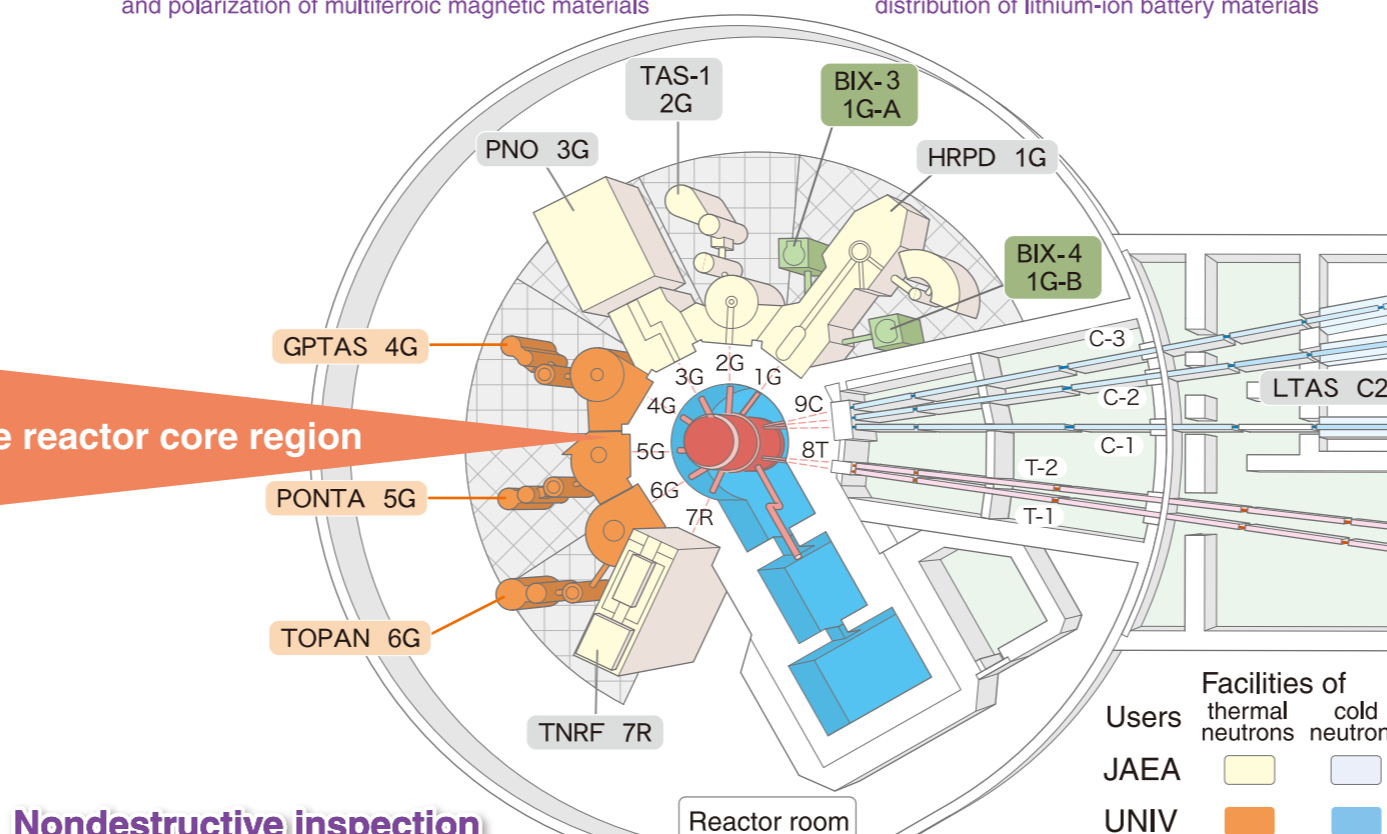 and polarization of multiferroic magnetic materials
distribution of lithium-ion battery materials
TAS-1
2G
BIX-3
1G-A
PNO 3G
HRPD 1G
BIX-4
1G-B
GPTAS 4G
C-3
C-2
C-1
LTAS C2
3G
2G
1G
4G
9C
5G
8T
6G
7R
T-2
T-1
e reactor core region
PONTA 5G
TOPAN 6G
TNRF 7R
Facilities of
Users
thermal
neutrons
cold
neutron
JAEA
UNIV
Nondestructive inspection
Reactor room